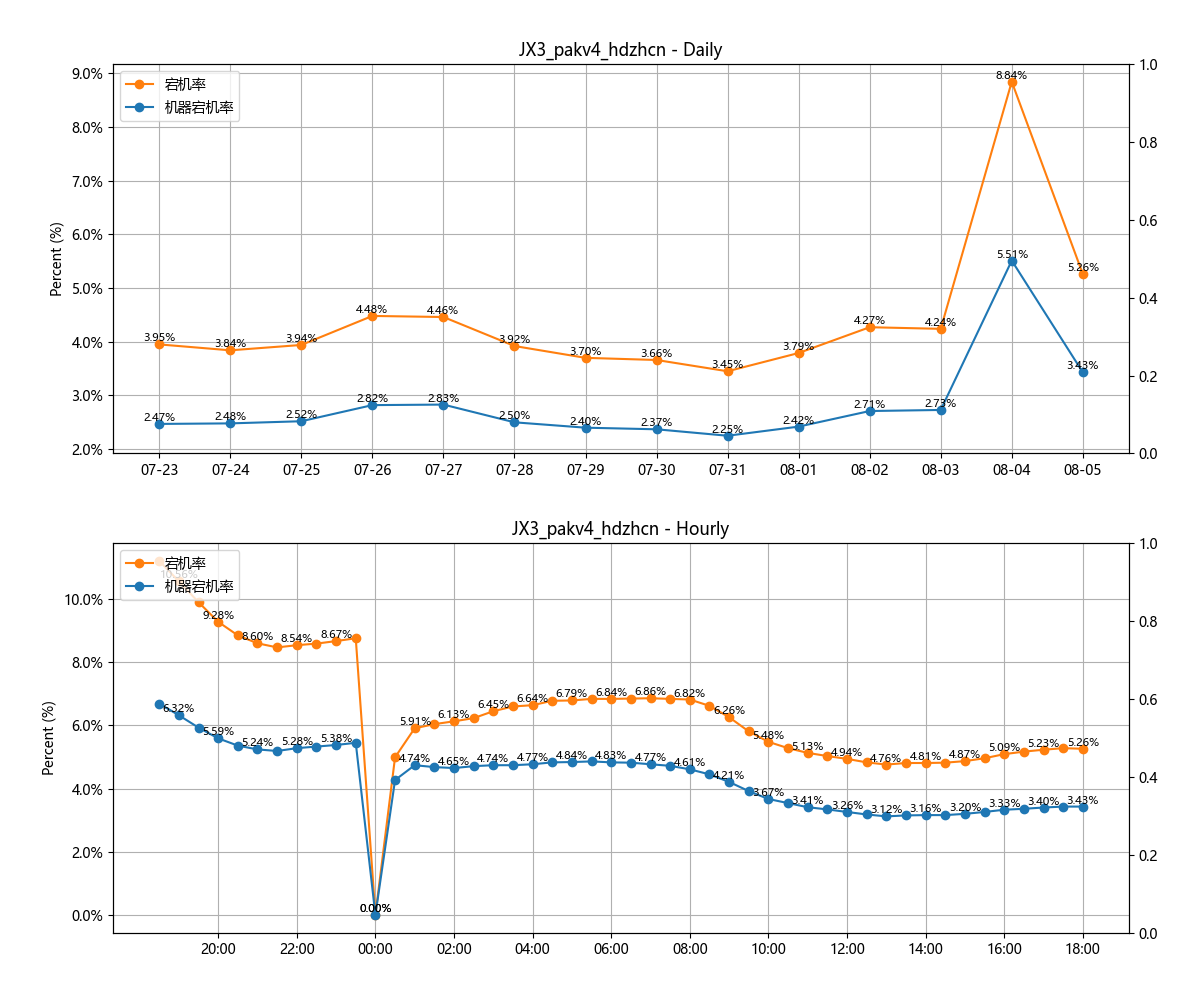 JX3_pakv4_hdzhcn - Daily
宕机率
机器宕机率
Percent (%)
9.0%
8.0%
7.0%
6.0%
5.0%
4.0%
3.0%
2.0%
1.0
0.8
0.6
0.4
0.2
0.0
3.95% 3.84% 3.94% 4.48% 4.46% 3.92% 3.70% 3.66% 3.45% 3.79% 4.27% 4.24% 8.84% 5.26%
2.47% 2.48% 2.52% 2.82% 2.83% 2.50% 2.40% 2.37% 2.25% 2.42% 2.71% 2.73% 5.51% 3.43%
07-23 07-24 07-25 07-26 07-27 07-28 07-29 07-30 07-31 08-01 08-02 08-03 08-04 08-05
JX3_pakv4_hdzhcn - Hourly
宕机率
机器宕机率
Percent (%)
10.0%
8.0%
6.0%
4.0%
2.0%
0.0%
1.0
0.8
0.6
0.4
0.2
0.0
10.56% 9.28% 8.60% 8.54% 8.67% 0.00% 5.91% 6.13% 6.45% 6.64% 6.79% 6.84% 6.86% 6.82% 6.26% 5.48% 5.13% 4.94% 4.76% 4.81% 4.87% 5.09% 5.23% 5.26%
6.32% 5.59% 5.24% 5.28% 5.38% 0.00% 4.74% 4.65% 4.74% 4.77% 4.84% 4.83% 4.77% 4.61% 4.21% 3.67% 3.41% 3.26% 3.12% 3.16% 3.20% 3.33% 3.40% 3.43%
20:00 22:00 00:00 02:00 04:00 06:00 08:00 10:00 12:00 14:00 16:00 18:00